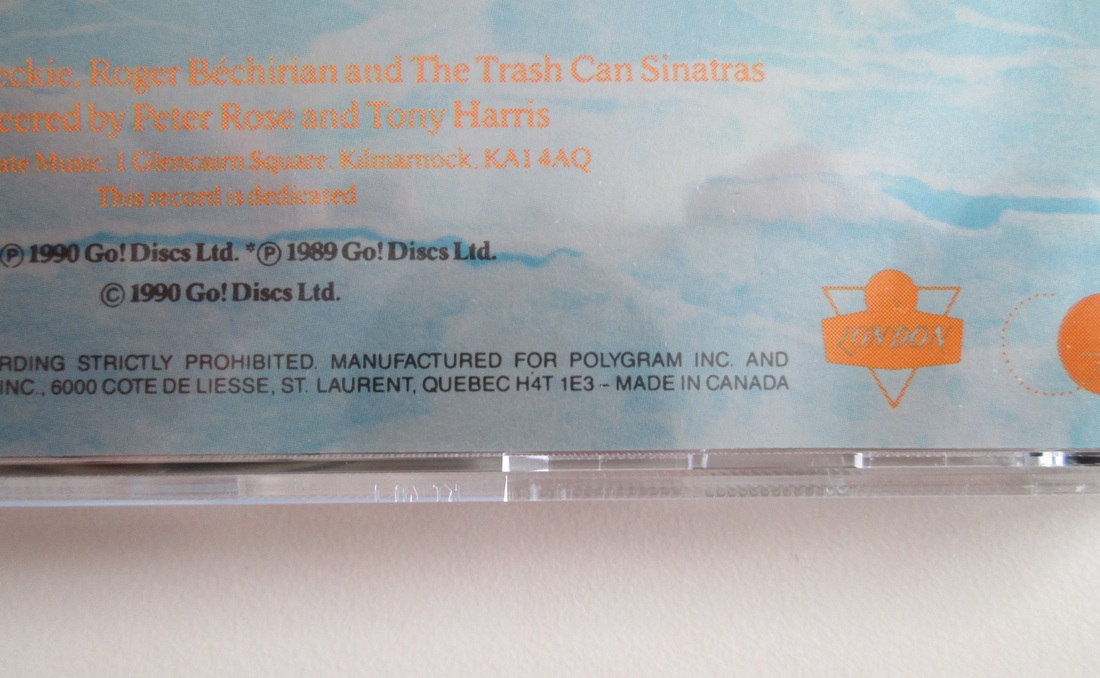 eckie, Roger Béchirian and The Trash Can Sinatras
eered by Peter Rose and Tony Harris
ate Music, 1 Glencairn Square, Kilmarnock, KA1 4AQ
This record is dedicated
℗ 1990 Go! Discs Ltd. *℗ 1989 Go! Discs Ltd.
© 1990 Go! Discs Ltd.
LONDON
RDING STRICTLY PROHIBITED. MANUFACTURED FOR POLYGRAM INC. AND
INC., 6000 COTE DE LIESSE, ST. LAURENT, QUEBEC H4T 1E3 – MADE IN CANADA